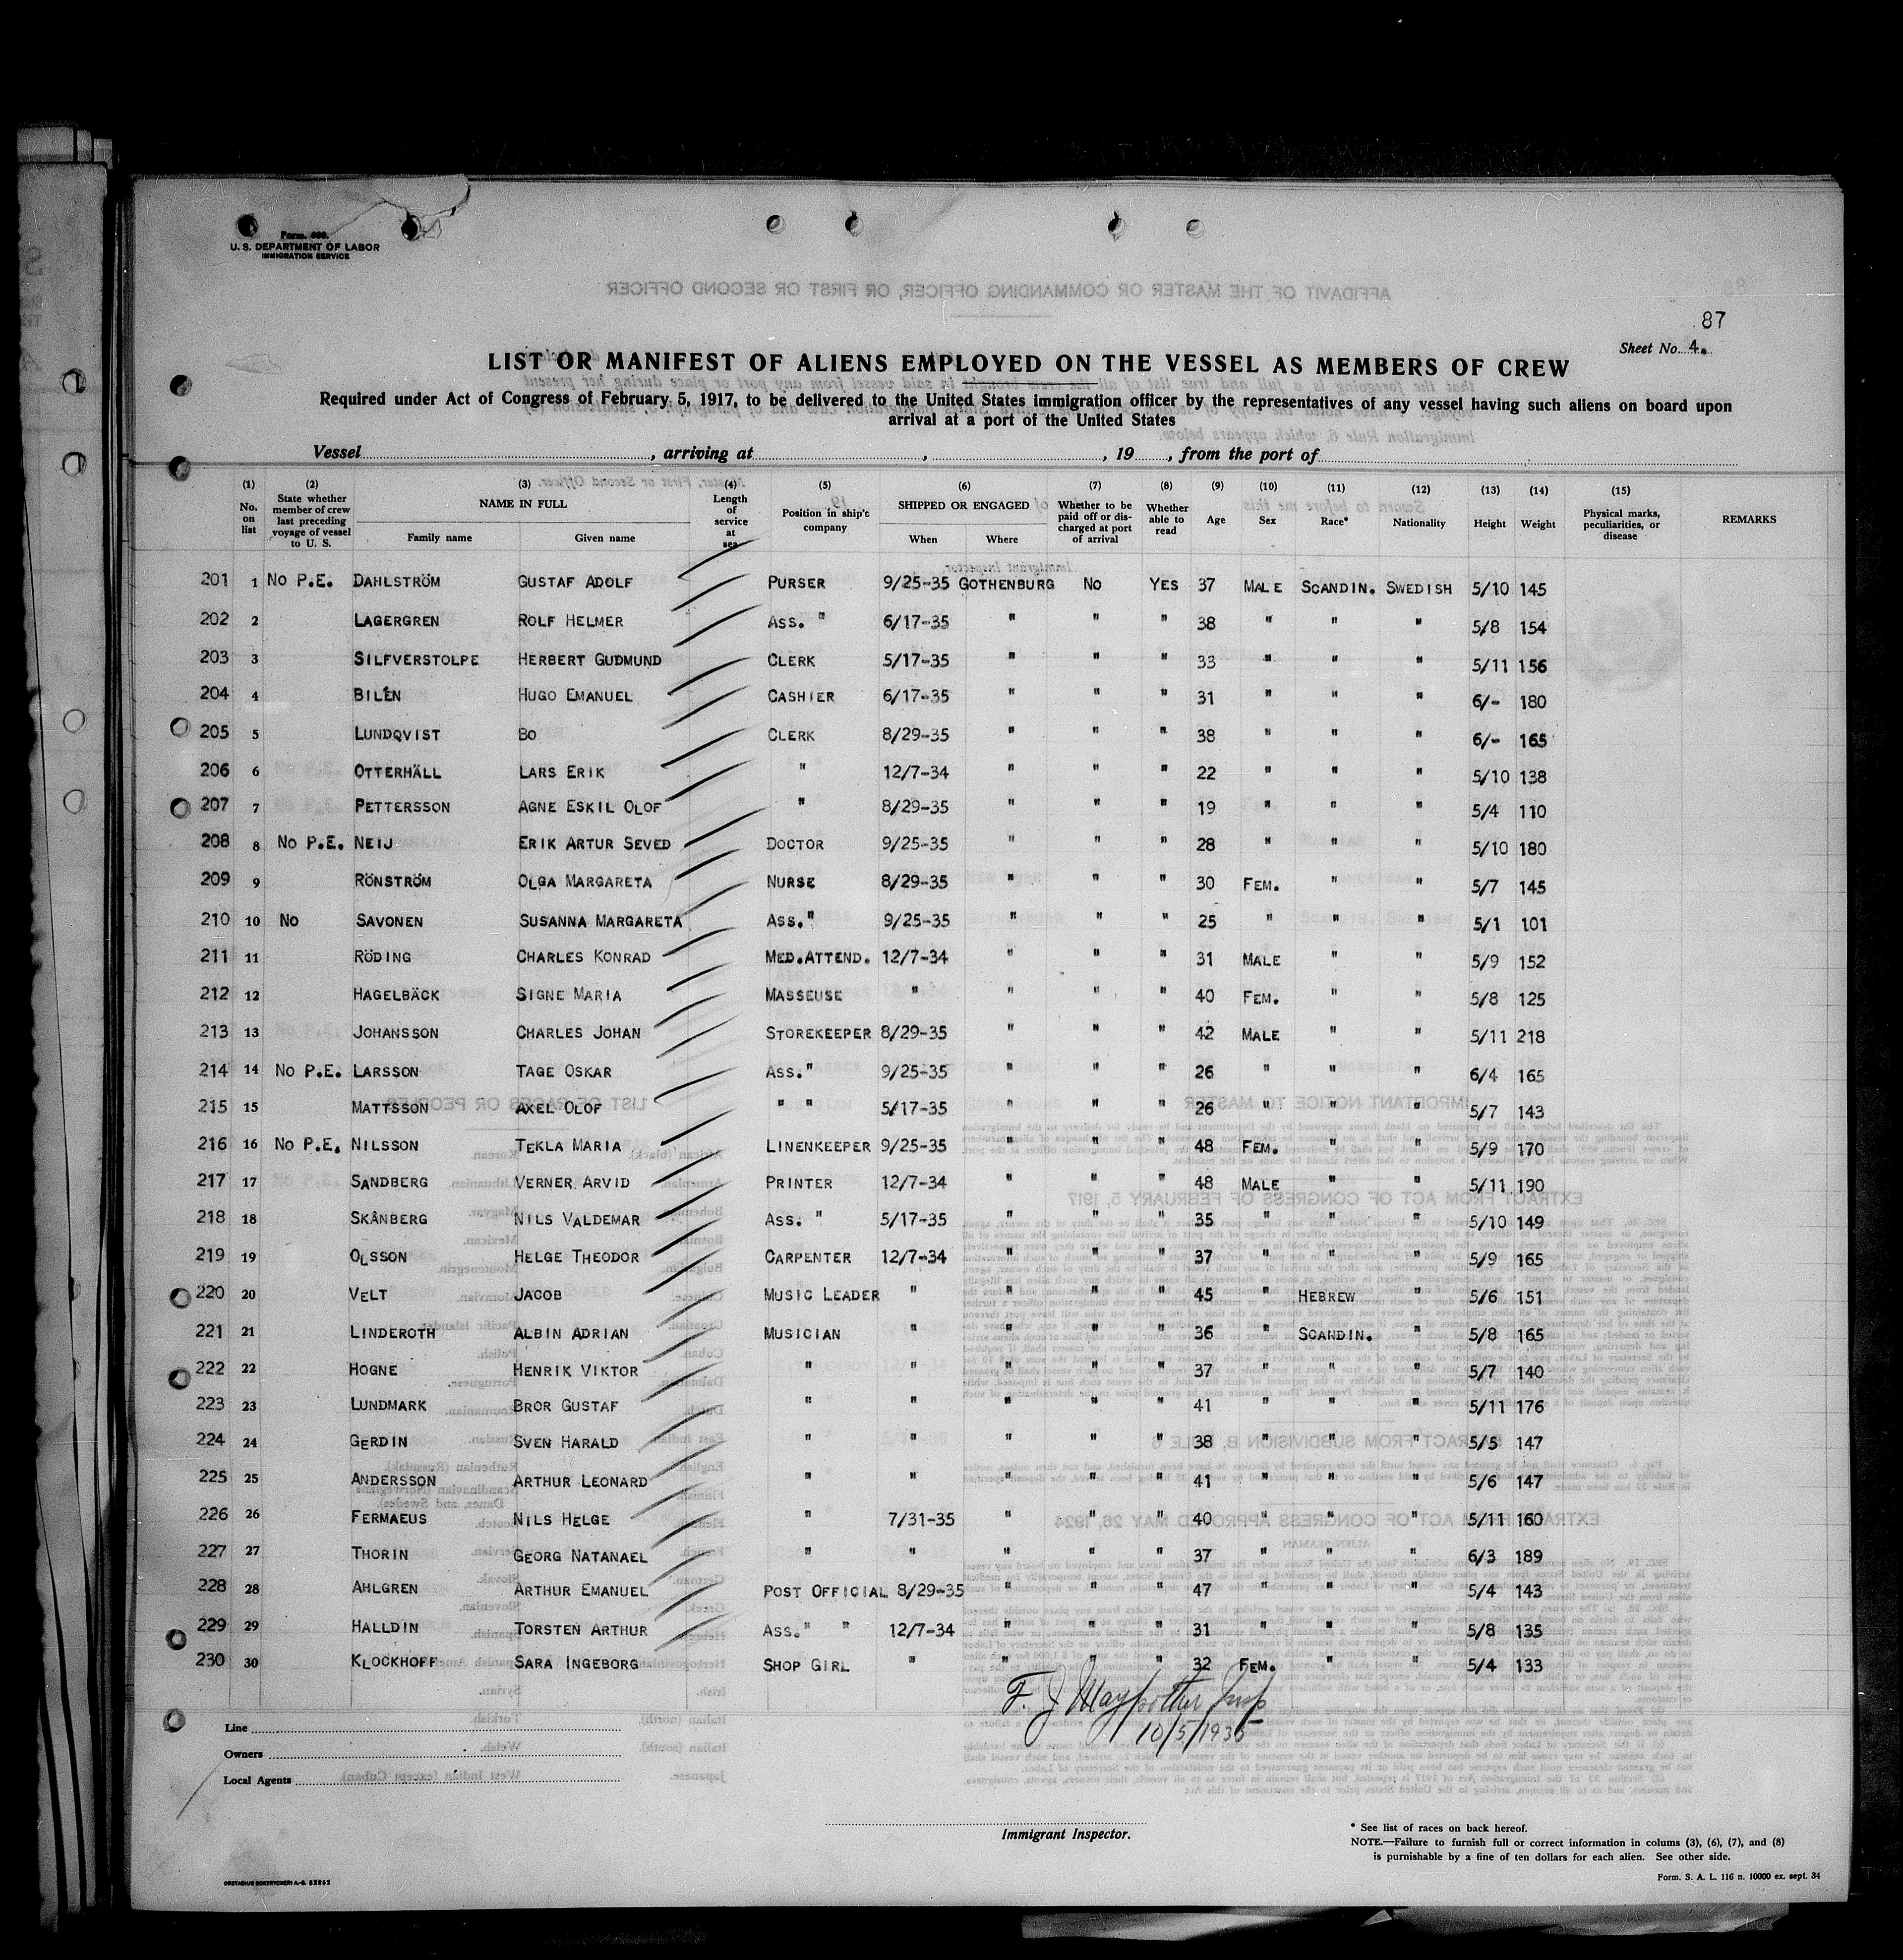 Form. 689.
U. S. DEPARTMENT OF LABOR
IMMIGRATION SERVICE
AFFIDAVIT OF THE MASTER OR COMMANDING OFFICER, OR FIRST OR SECOND OFFICER
87
Sheet No. 4.
LIST OR MANIFEST OF ALIENS EMPLOYED ON THE VESSEL AS MEMBERS OF CREW
Required under Act of Congress of February 5, 1917, to be delivered to the United States immigration officer by the representatives of any vessel having such aliens on board upon
arrival at a port of the United States
Vessel , arriving at , , 19 , from the port of
(1) (2) (3) (4) (5) (6) (7) (8) (9) (10) (11) (12) (13) (14) (15)
No. on list State whether member of crew last preceding voyage of vessel to U. S. NAME IN FULL Family name Given name Length of service at sea Position in ship's company SHIPPED OR ENGAGED When Where Whether to be paid off or discharged at port of arrival Whether able to read Age Sex Race* Nationality Height Weight Physical marks, peculiarities, or disease REMARKS
201 1 No P.E. DAHLSTRÖM GUSTAF ADOLF PURSER 9/25-35 GOTHENBURG No YES 37 MALE SCANDIN. SWEDISH 5/10 145
202 2 LAGERGREN ROLF HELMER Ass. " 6/17-35 " " " 38 " " " 5/8 154
203 3 SILFVERSTOLPE HERBERT GUDMUND CLERK 5/17-35 " " " 33 " " " 5/11 156
204 4 BILÉN HUGO EMANUEL CASHIER 6/17-35 " " " 31 " " " 6/- 180
205 5 LUNDQVIST BO CLERK 8/29-35 " " " 38 " " " 6/- 165
206 6 OTTERHÄLL LARS ERIK " 12/7-34 " " " 22 " " " 5/10 138
207 7 PETTERSSON AGNE ESKIL OLOF " 8/29-35 " " " 19 " " " 5/4 110
208 8 No P.E. NEIJ ERIK ARTUR SEVED DOCTOR 9/25-35 " " " 28 " " " 5/10 180
209 9 RÖNSTRÖM OLGA MARGARETA NURSE 8/29-35 " " " 30 FEM. " " 5/7 145
210 10 No SAVONEN SUSANNA MARGARETA Ass." 9/25-35 " " " 25 " " " 5/1 101
211 11 RÖDING CHARLES KONRAD MED.ATTEND. 12/7-34 " " " 31 MALE " " 5/9 152
212 12 HAGELBÄCK SIGNE MARIA MASSEUSE " " " " 40 FEM. " " 5/8 125
213 13 JOHANSSON CHARLES JOHAN STOREKEEPER 8/29-35 " " " 42 MALE " " 5/11 218
214 14 No P.E. LARSSON TAGE OSKAR Ass." 9/25-35 " " " 26 " " " 6/4 165
215 15 MATTSSON AXEL OLOF " " 5/17-35 " " " 26 " " " 5/7 143
216 16 No P.E. NILSSON TEKLA MARIA LINENKEEPER 9/25-35 " " " 48 FEM. " " 5/9 170
217 17 SANDBERG VERNER ARVID PRINTER 12/7-34 " " " 48 MALE " " 5/11 190
218 18 SKÅNBERG NILS VALDEMAR Ass. " 5/17-35 " " " 35 " " " 5/10 149
219 19 OLSSON HELGE THEODOR CARPENTER 12/7-34 " " " 37 " " " 5/9 165
220 20 VELT JACOB MUSIC LEADER " " " " 45 " HEBREW " 5/6 151
221 21 LINDEROTH ALBIN ADRIAN MUSICIAN " " " " 36 " SCANDIN. " 5/8 165
222 22 HOGNE HENRIK VIKTOR " " " " " 37 " " " 5/7 140
223 23 LUNDMARK BROR GUSTAF " " " " " 41 " " " 5/11 176
224 24 GERDIN SVEN HARALD " " " " " 38 " " " 5/5 147
225 25 ANDERSSON ARTHUR LEONARD " " " " " 41 " " " 5/6 147
226 26 FERMAEUS NILS HELGE " 7/31-35 " " " 40 " " " 5/11 160
227 27 THORIN GEORG NATANAEL " " " " " 37 " " " 6/3 189
228 28 AHLGREN ARTHUR EMANUEL POST OFFICIAL 8/29-35 " " " 47 " " " 5/4 143
229 29 HALLDIN TORSTEN ARTHUR Ass." " 12/7-34 " " " 31 " " " 5/8 135
230 30 KLOCKHOFF SARA INGEBORG SHOP GIRL " " " " 32 FEM. " " 5/4 133
F. J. Maypother Insp
10/5/1935
Line
Owners
Local Agents
Immigrant Inspector.
* See list of races on back hereof.
NOTE.—Failure to furnish full or correct information in colums (3), (6), (7), and (8)
is purnishable by a fine of ten dollars for each alien. See other side.
Form. S. A. L. 116 n. 10000 ex. sept. 34